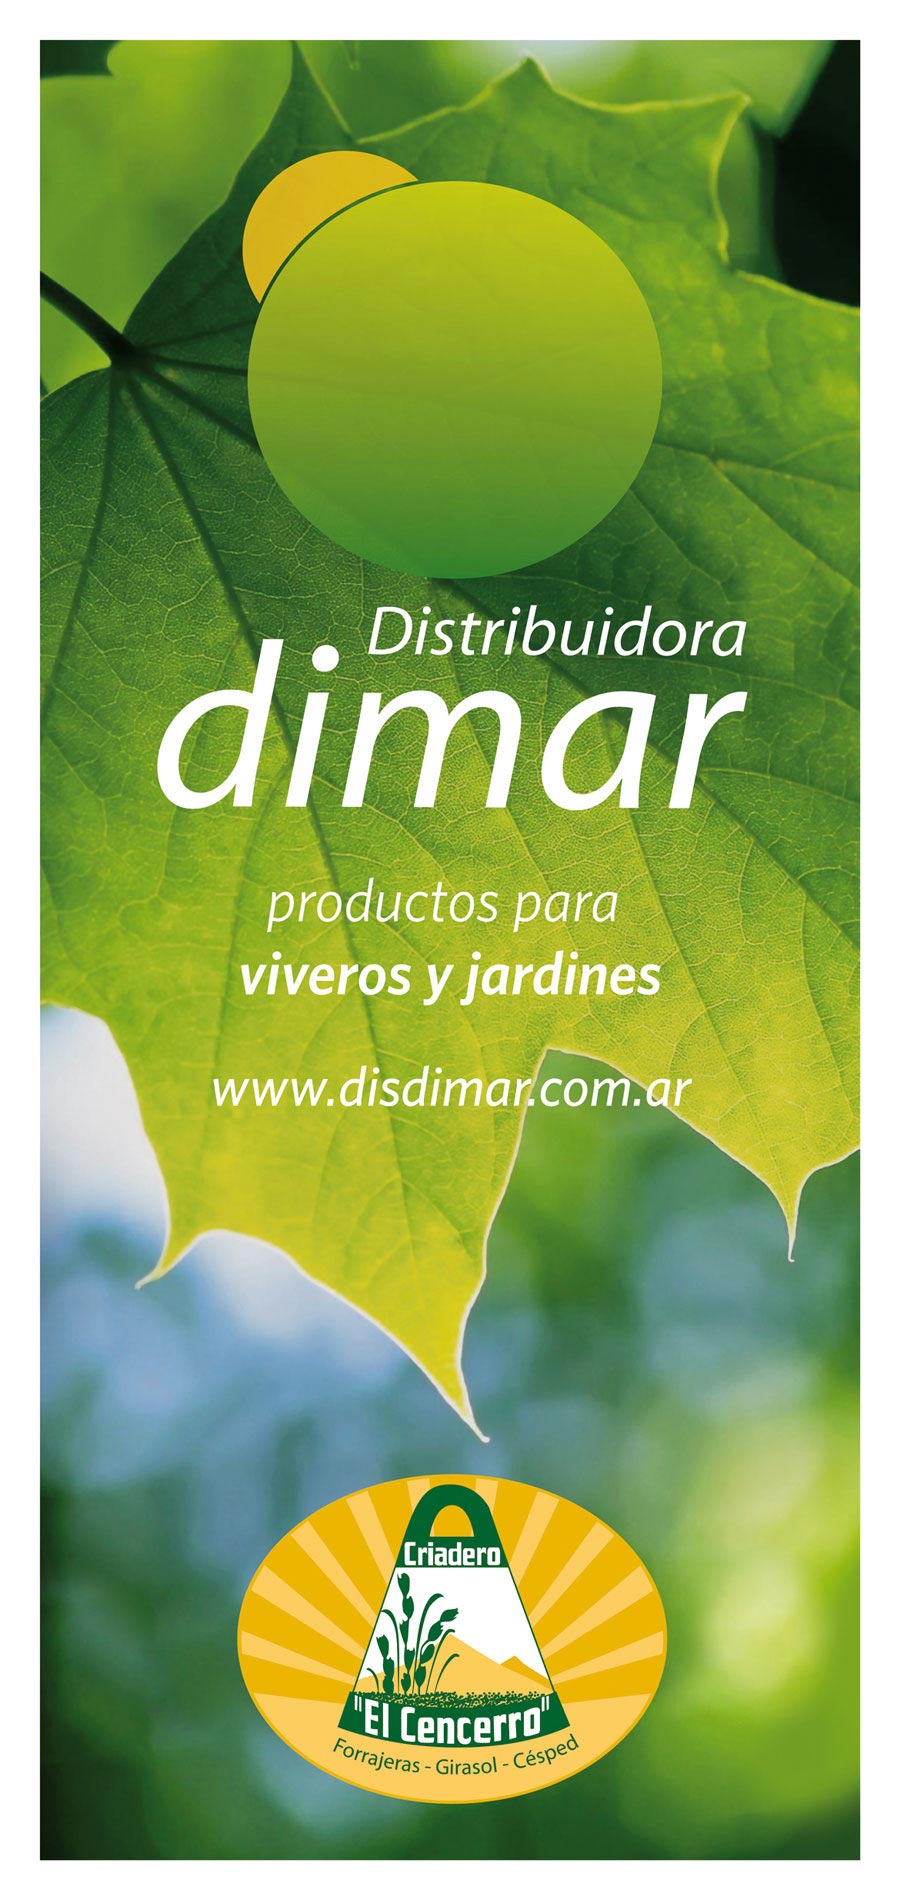 Distribuidora
dimar
productos para
viveros y jardines
www.disdimar.com.ar
Criadero
"El Cencerro"
Forrajeras - Girasol - Césped